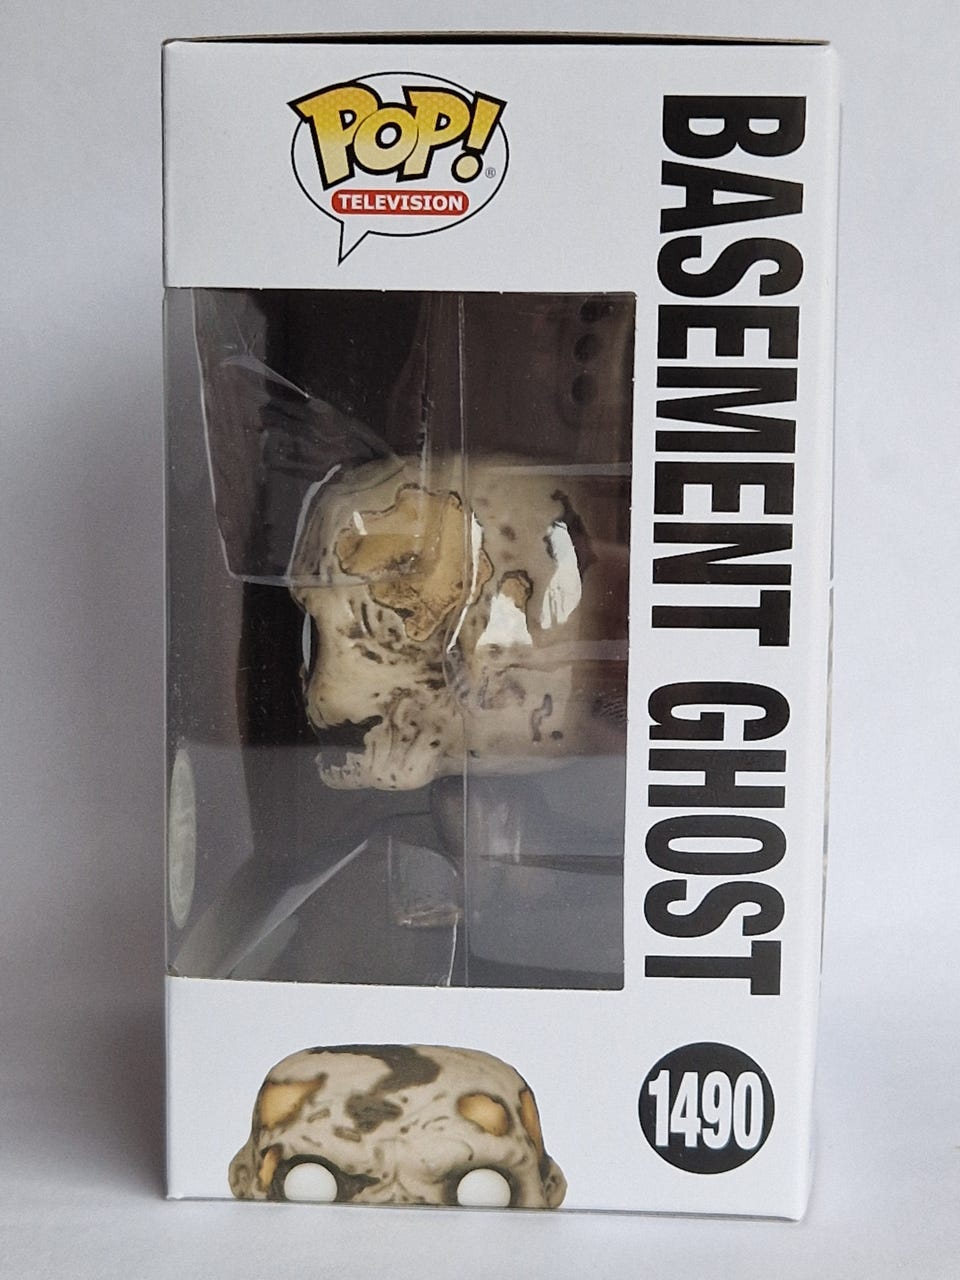 POP!®
TELEVISION
BASEMENT GHOST
1490